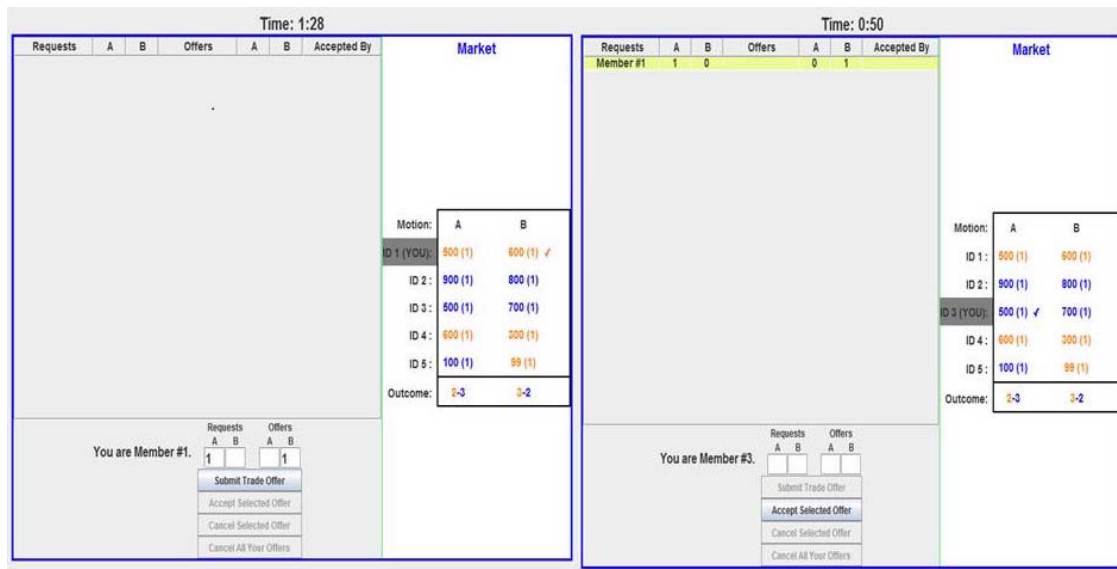 Time: 1:28
Requests A B Offers A B Accepted By
Market
Motion: A B
ID 1 (YOU): 500 (1) 600 (1) ✓
ID 2 : 900 (1) 800 (1)
ID 3 : 500 (1) 700 (1)
ID 4 : 600 (1) 300 (1)
ID 5 : 100 (1) 99 (1)
Outcome: 2-3 3-2
Requests Offers
A B A B
You are Member #1. 1 1
Submit Trade Offer
Accept Selected Offer
Cancel Selected Offer
Cancel All Your Offers
Time: 0:50
Requests A B Offers A B Accepted By
Member #1 1 0 0 1
Market
Motion: A B
ID 1 : 500 (1) 600 (1)
ID 2 : 900 (1) 800 (1)
ID 3 (YOU): 500 (1) ✓ 700 (1)
ID 4 : 600 (1) 300 (1)
ID 5 : 100 (1) 99 (1)
Outcome: 2-3 3-2
Requests Offers
A B A B
You are Member #3.
Submit Trade Offer
Accept Selected Offer
Cancel Selected Offer
Cancel All Your Offers